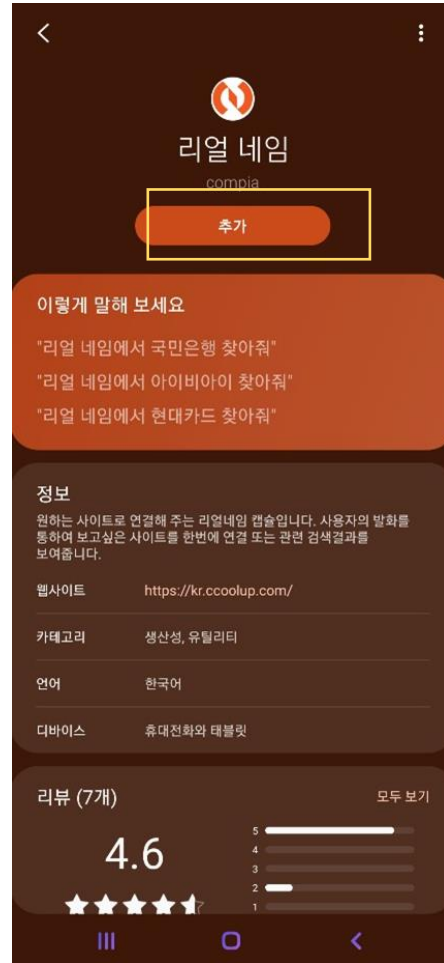 리얼 네임
compia
추가
이렇게 말해 보세요
"리얼 네임에서 국민은행 찾아줘"
"리얼 네임에서 아이비아이 찾아줘"
"리얼 네임에서 현대카드 찾아줘"
정보
원하는 사이트로 연결해 주는 리얼네임 캡슐입니다. 사용자의 발화를
통하여 보고싶은 사이트를 한번에 연결 또는 관련 검색결과를
보여줍니다.
웹사이트 https://kr.ccoolup.com/
카테고리 생산성, 유틸리티
언어 한국어
디바이스 휴대전화와 태블릿
리뷰 (7개) 모두 보기
4.6
5
4
3
2
1